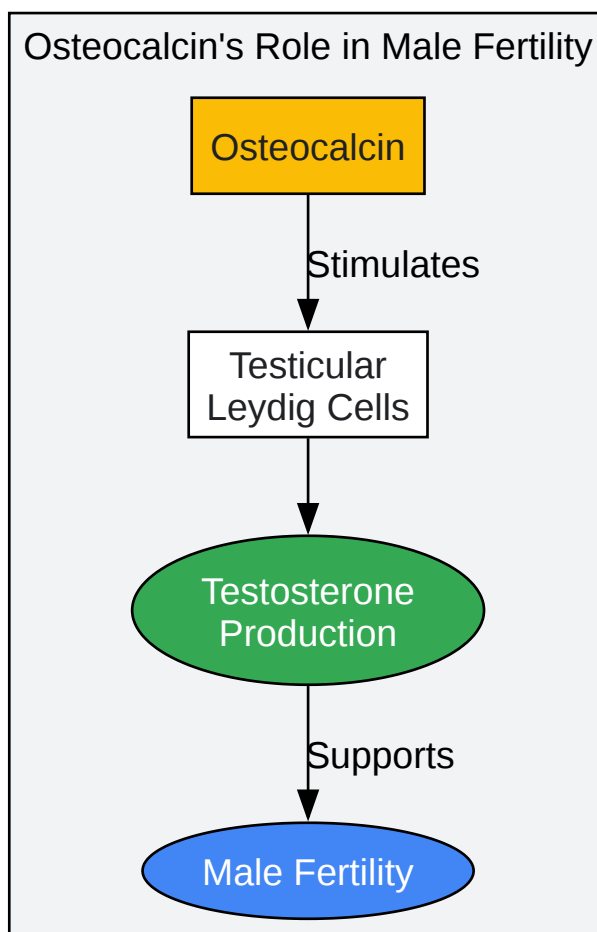 Osteocalcin's Role in Male Fertility
Osteocalcin
Stimulates
Testicular
Leydig Cells
Testosterone
Production
Supports
Male Fertility